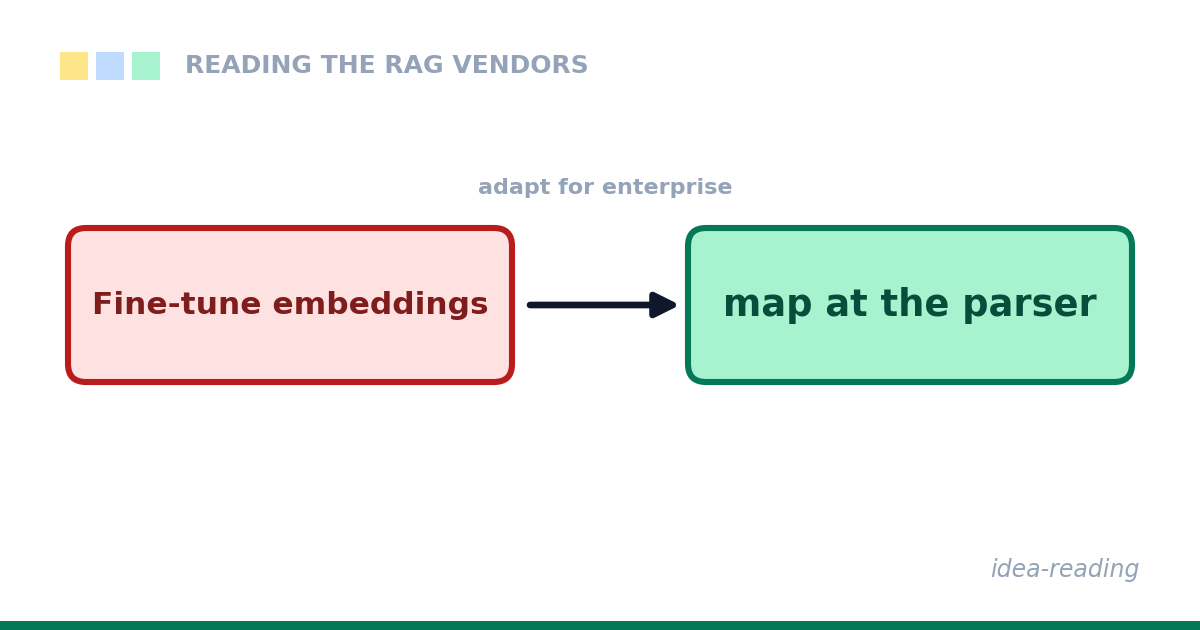 READING THE RAG VENDORS
adapt for enterprise
Fine-tune embeddings
map at the parser
idea-reading